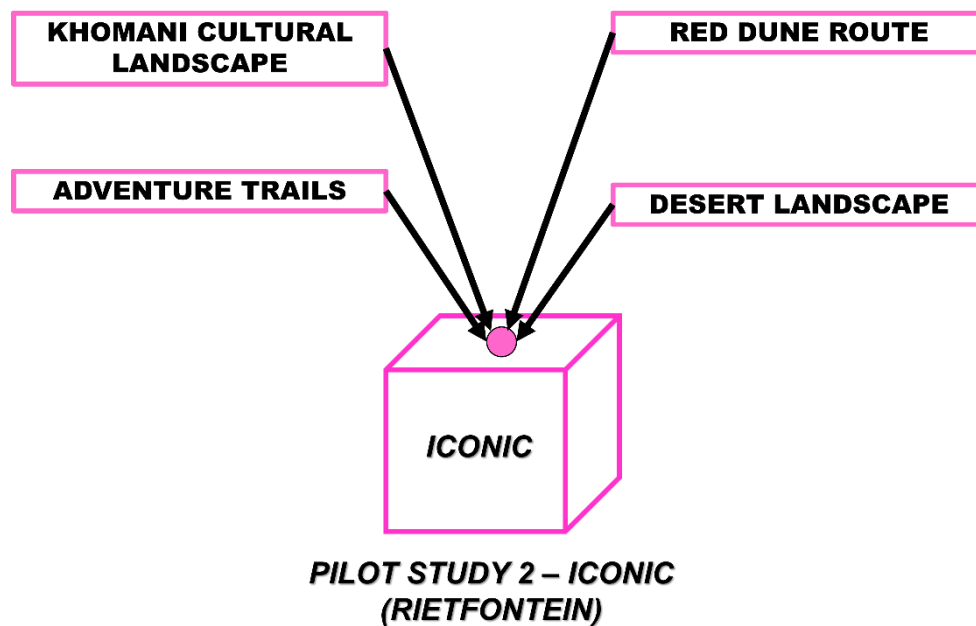 KHOMANI CULTURAL
LANDSCAPE
RED DUNE ROUTE
ADVENTURE TRAILS
DESERT LANDSCAPE
ICONIC
PILOT STUDY 2 – ICONIC
(RIETFONTEIN)